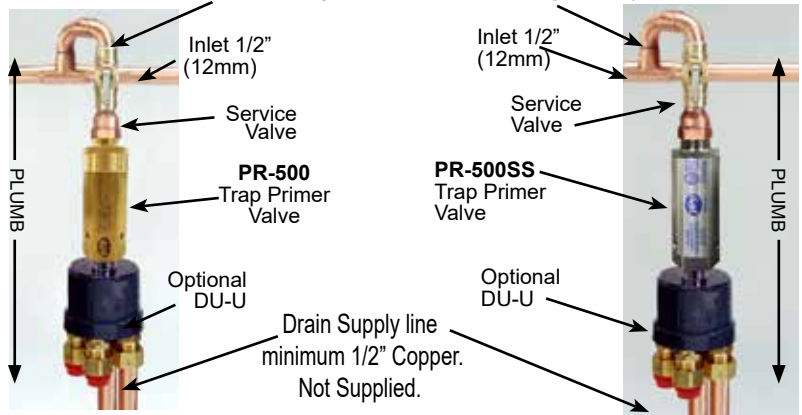 Inlet 1/2”
(12mm)
Service
Valve
PR-500
Trap Primer
Valve
Optional
DU-U
PLUMB
Inlet 1/2”
(12mm)
Service
Valve
PR-500SS
Trap Primer
Valve
Optional
DU-U
PLUMB
Drain Supply line
minimum 1/2” Copper.
Not Supplied.